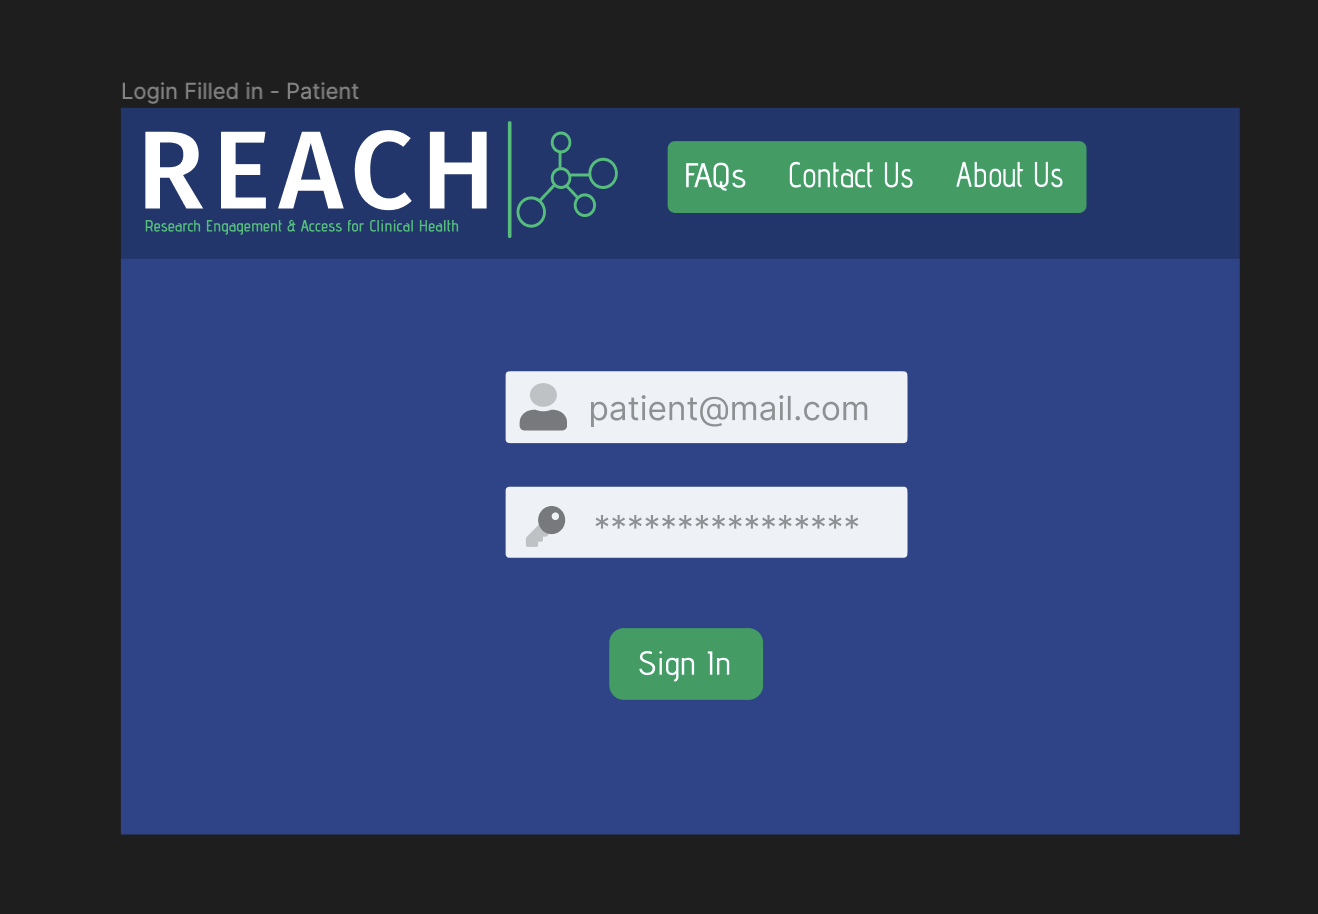 Login Filled in - Patient
REACH
Research Engagement & Access for Clinical Health
FAQs Contact Us About Us
patient@mail.com
****************
Sign In